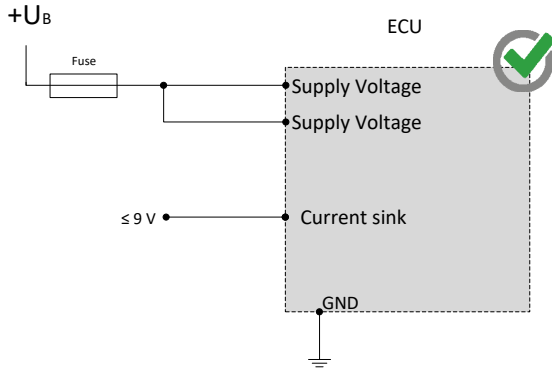 +UB
ECU
Fuse
Supply Voltage
Supply Voltage
≤ 9 V
Current sink
GND